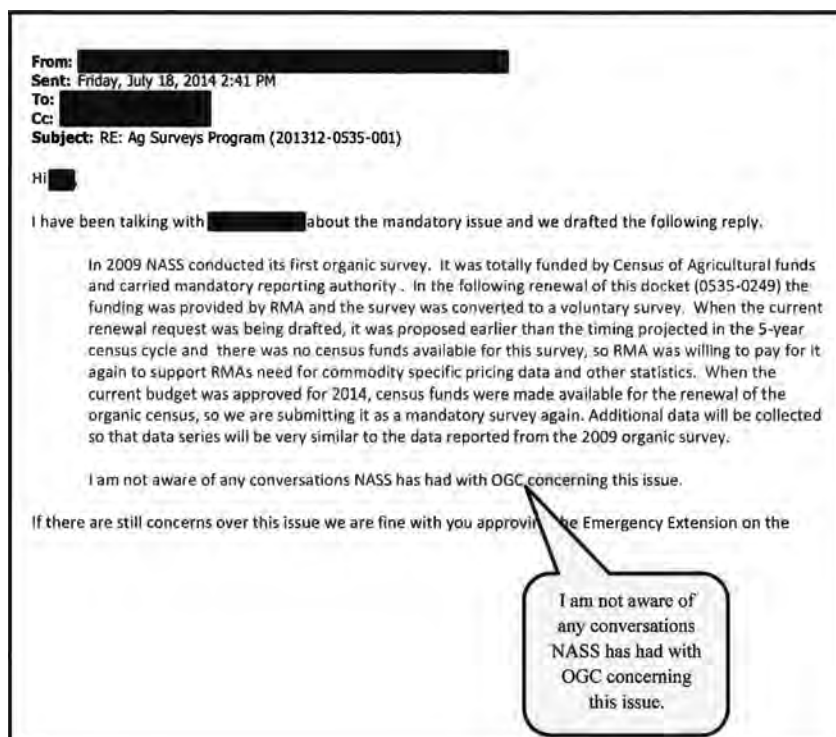 From:
Sent: Friday, July 18, 2014 2:41 PM
To:
Cc:
Subject: RE: Ag Surveys Program (201312-0535-001)
Hi
I have been talking with about the mandatory issue and we drafted the following reply.
In 2009 NASS conducted its first organic survey. It was totally funded by Census of Agricultural funds
and carried mandatory reporting authority . In the following renewal of this docket (0535-0249) the
funding was provided by RMA and the survey was converted to a voluntary survey. When the current
renewal request was being drafted, it was proposed earlier than the timing projected in the 5-year
census cycle and there was no census funds available for this survey, so RMA was willing to pay for it
again to support RMAs need for commodity specific pricing data and other statistics. When the
current budget was approved for 2014, census funds were made available for the renewal of the
organic census, so we are submitting it as a mandatory survey again. Additional data will be collected
so that data series will be very similar to the data reported from the 2009 organic survey.
I am not aware of any conversations NASS has had with OGC concerning this issue.
If there are still concerns over this issue we are fine with you Emergency Extension on the
I am not aware of
any conversations
NASS has had with
OGC concerning
this issue.